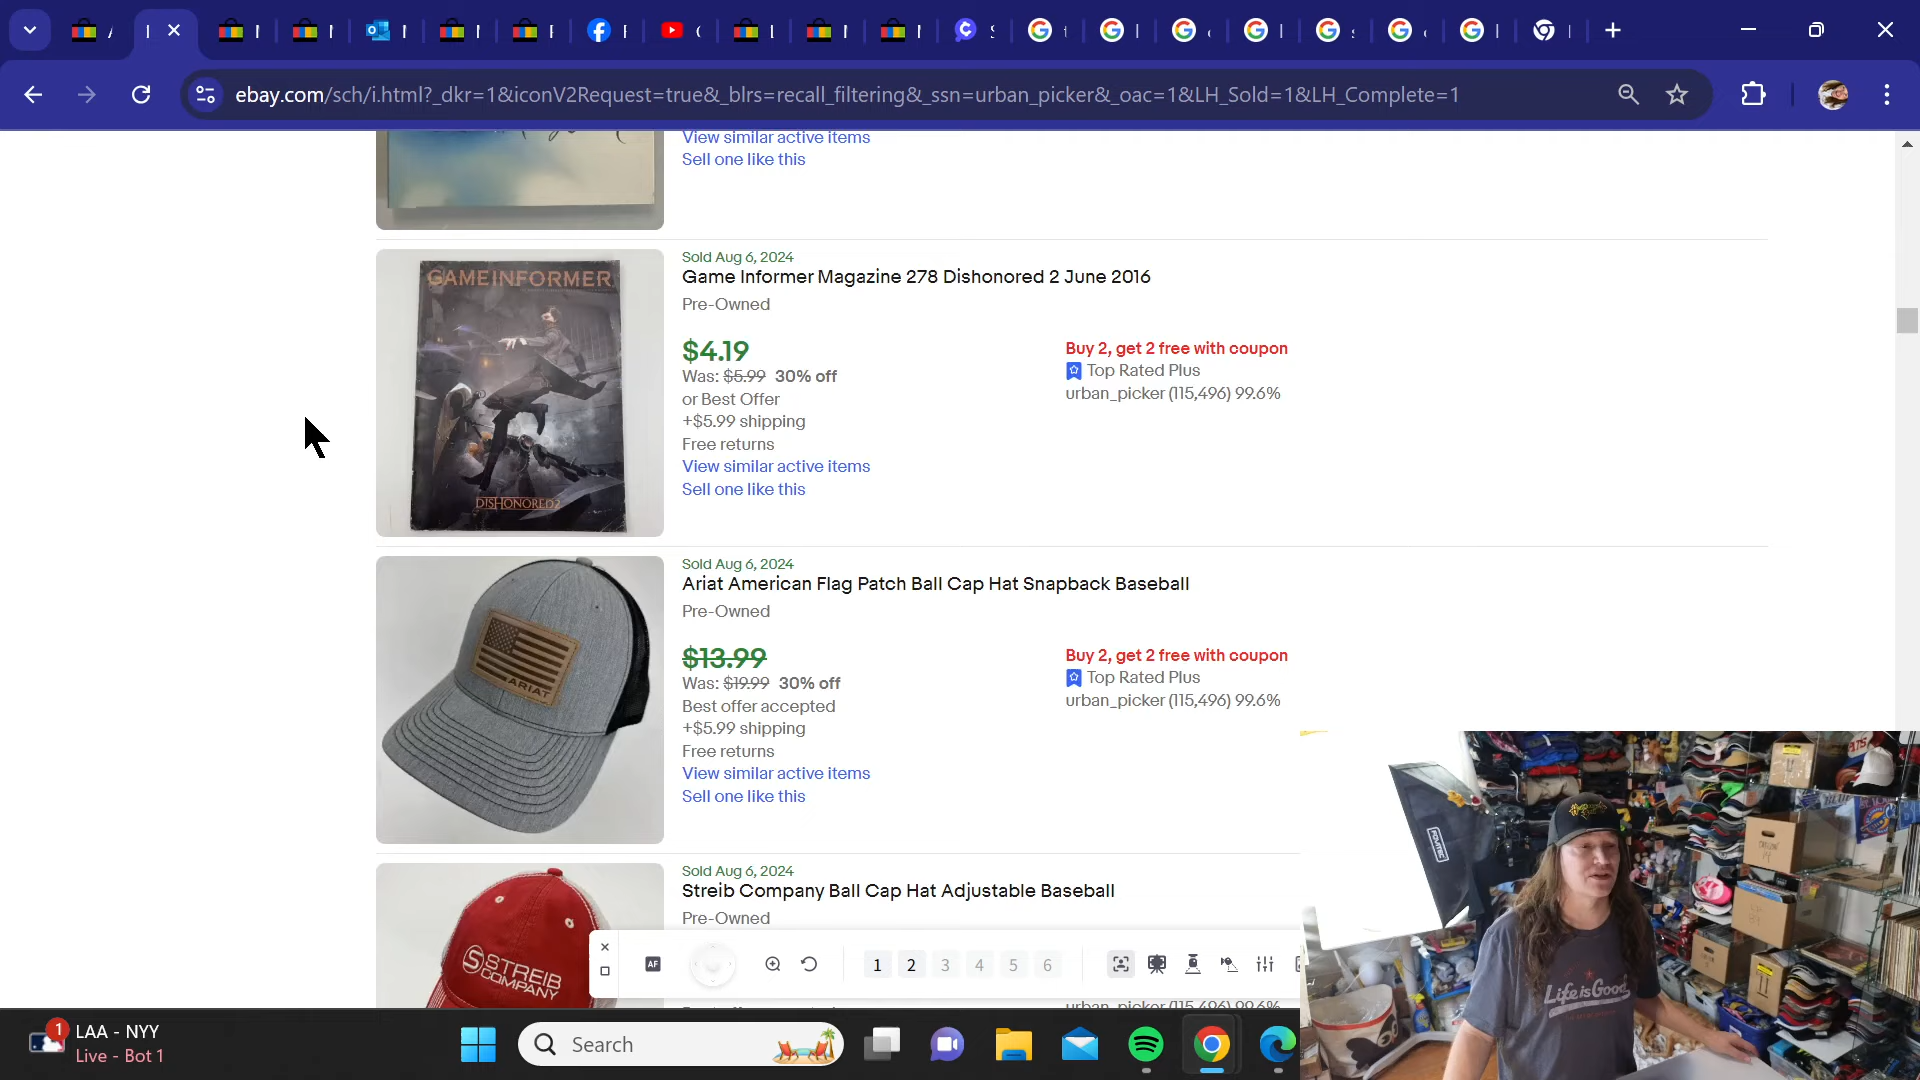 ebay.com/sch/i.html?_dkr=1&iconV2Request=true&_blrs=recall_filtering&_ssn=urban_picker&_oac=1&LH_Sold=1&LH_Complete=1
View similar active items
Sell one like this
GAMEINFORMER
DISHONORED2
Sold Aug 6, 2024
Game Informer Magazine 278 Dishonored 2 June 2016
Pre-Owned
$4.19
Was: $5.99 30% off
or Best Offer
+$5.99 shipping
Free returns
View similar active items
Sell one like this
Buy 2, get 2 free with coupon
Top Rated Plus
urban_picker (115,496) 99.6%
ARIAT
Sold Aug 6, 2024
Ariat American Flag Patch Ball Cap Hat Snapback Baseball
Pre-Owned
$13.99
Was: $19.99 30% off
Best offer accepted
+$5.99 shipping
Free returns
View similar active items
Sell one like this
Buy 2, get 2 free with coupon
Top Rated Plus
urban_picker (115,496) 99.6%
STREIB
COMPANY
Sold Aug 6, 2024
Streib Company Ball Cap Hat Adjustable Baseball
Pre-Owned
urban_picker (115,496) 99.6%
AF
1 2 3 4 5 6
Life is Good
1
LAA - NYY
Live - Bot 1
Search